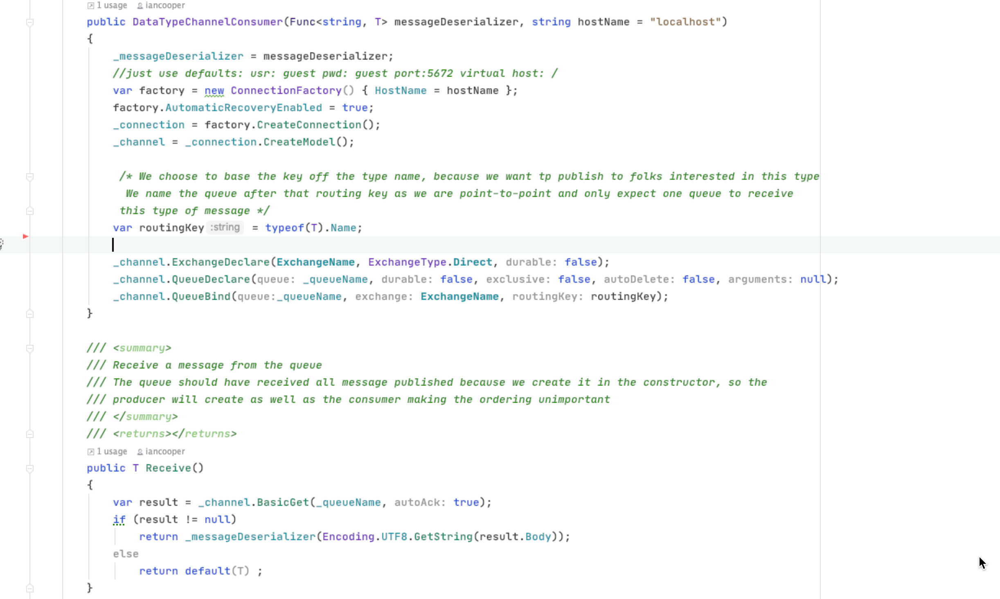 1 usage iancooper
public DataTypeChannelConsumer(Func<string, T> messageDeserializer, string hostName = "localhost")
{
_messageDeserializer = messageDeserializer;
//just use defaults: usr: guest pwd: guest port:5672 virtual host: /
var factory = new ConnectionFactory() { HostName = hostName };
factory.AutomaticRecoveryEnabled = true;
_connection = factory.CreateConnection();
_channel = _connection.CreateModel();
/* We choose to base the key off the type name, because we want tp publish to folks interested in this type
We name the queue after that routing key as we are point-to-point and only expect one queue to receive
this type of message */
var routingKey :string = typeof(T).Name;
_channel.ExchangeDeclare(ExchangeName, ExchangeType.Direct, durable: false);
_channel.QueueDeclare(queue: _queueName, durable: false, exclusive: false, autoDelete: false, arguments: null);
_channel.QueueBind(queue:_queueName, exchange: ExchangeName, routingKey: routingKey);
}
/// <summary>
/// Receive a message from the queue
/// The queue should have received all message published because we create it in the constructor, so the
/// producer will create as well as the consumer making the ordering unimportant
/// </summary>
/// <returns></returns>
1 usage iancooper
public T Receive()
{
var result = _channel.BasicGet(_queueName, autoAck: true);
if (result != null)
return _messageDeserializer(Encoding.UTF8.GetString(result.Body));
else
return default(T) ;
}